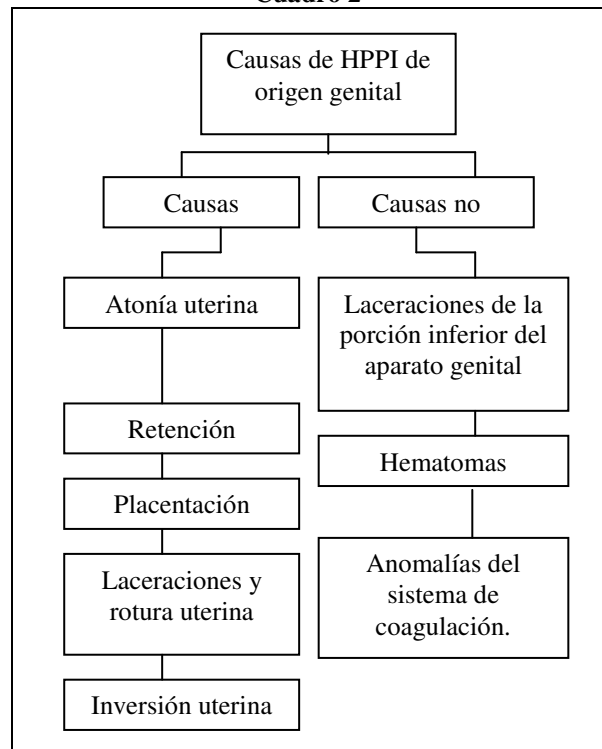 Cuadro 2
Causas de HPPI de
origen genital
Causas
Causas no
Atonía uterina
Retención
Placentación
Laceraciones y
rotura uterina
Inversión uterina
Laceraciones de la
porción inferior del
aparato genital
Hematomas
Anomalías del
sistema de
coagulación.